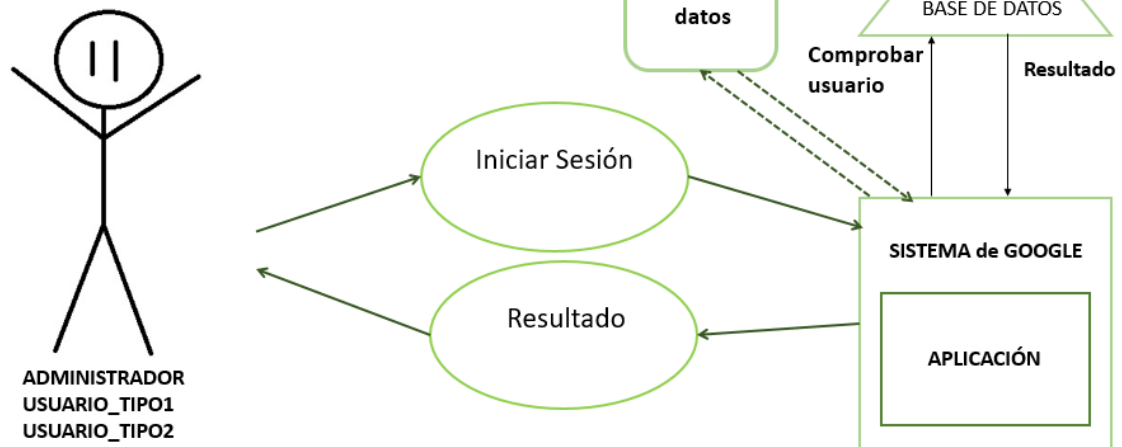 datos
BASE DE DATOS
Comprobar
usuario
Resultado
Iniciar Sesión
SISTEMA de GOOGLE
Resultado
APLICACIÓN
ADMINISTRADOR
USUARIO_TIPO1
USUARIO_TIPO2